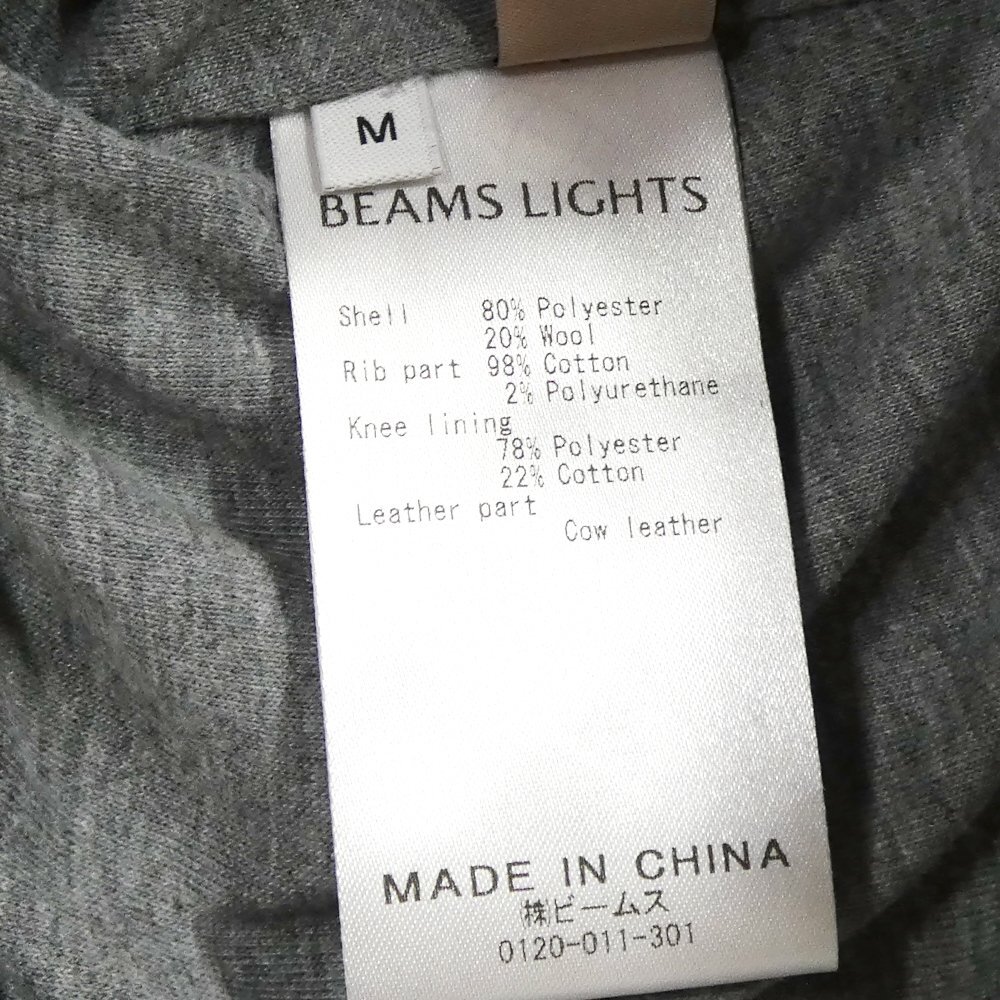 M
BEAMS LIGHTS
Shell 80% Polyester
20% Wool
Rib part 98% Cotton
2% Polyurethane
Knee lining
78% Polyester
22% Cotton
Leather part
Cow leather
MADE IN CHINA
㈱ビームス
0120-011-301